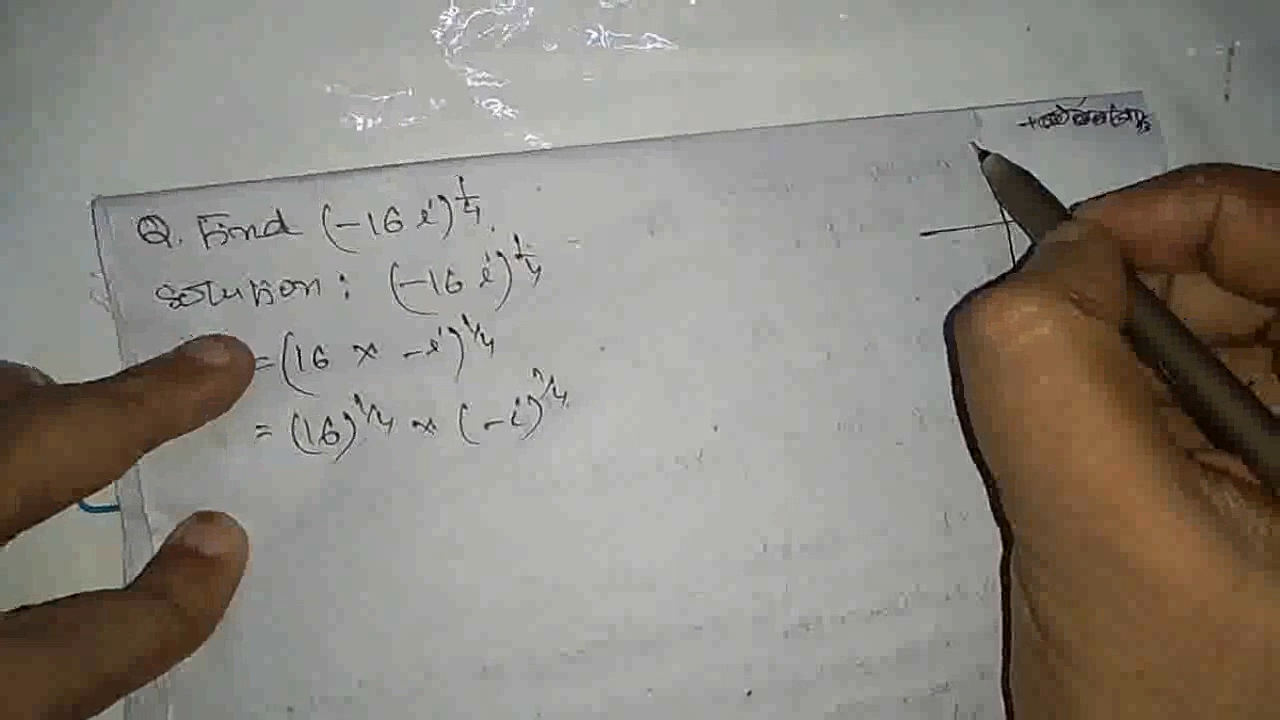 Q. Find (-16 i)^1/4.
Solution: (-16 i)^1/4
= (16 × -i)^1/4
= (16)^1/4 × (-i)^1/4.